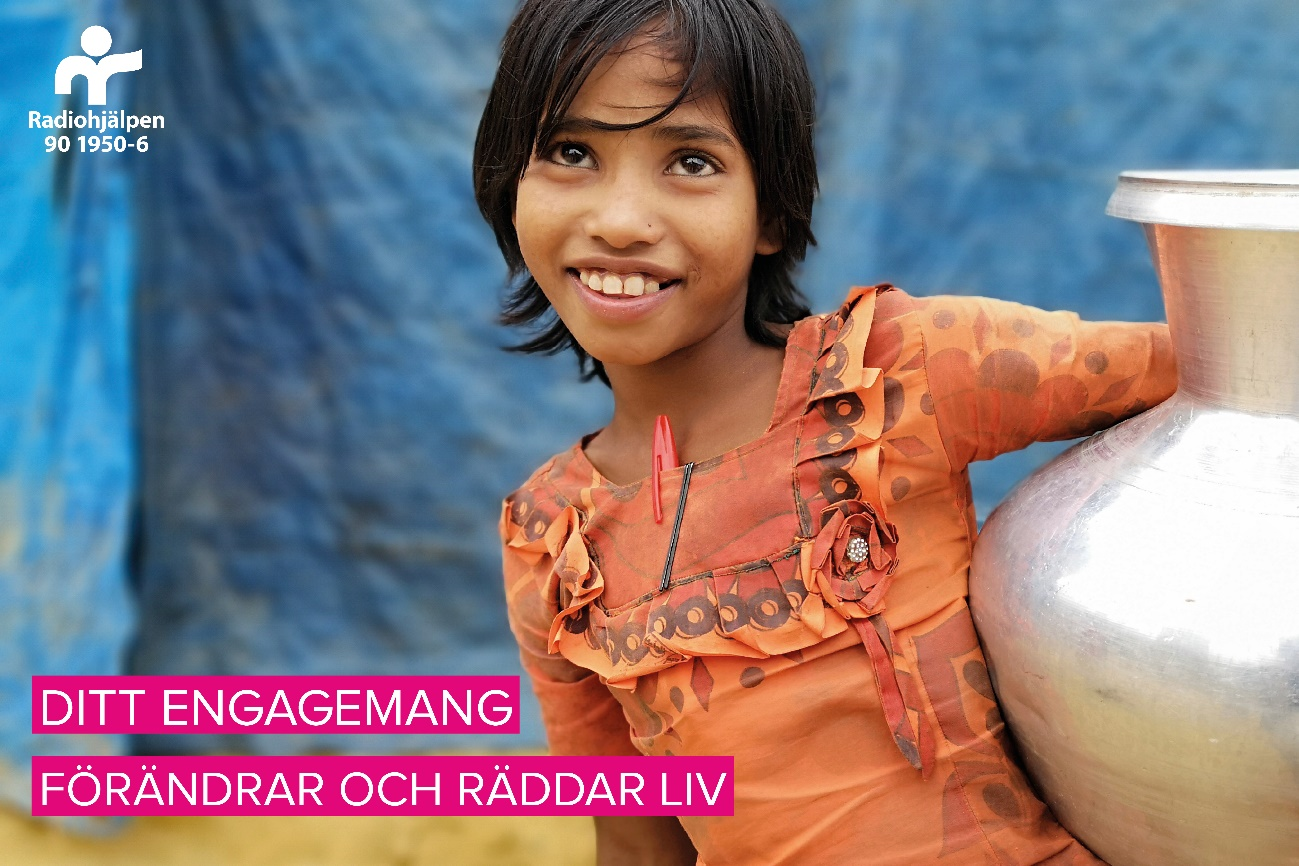 Radiohjälpen
90 1950-6
DITT ENGAGEMANG
FÖRÄNDRAR OCH RÄDDAR LIV